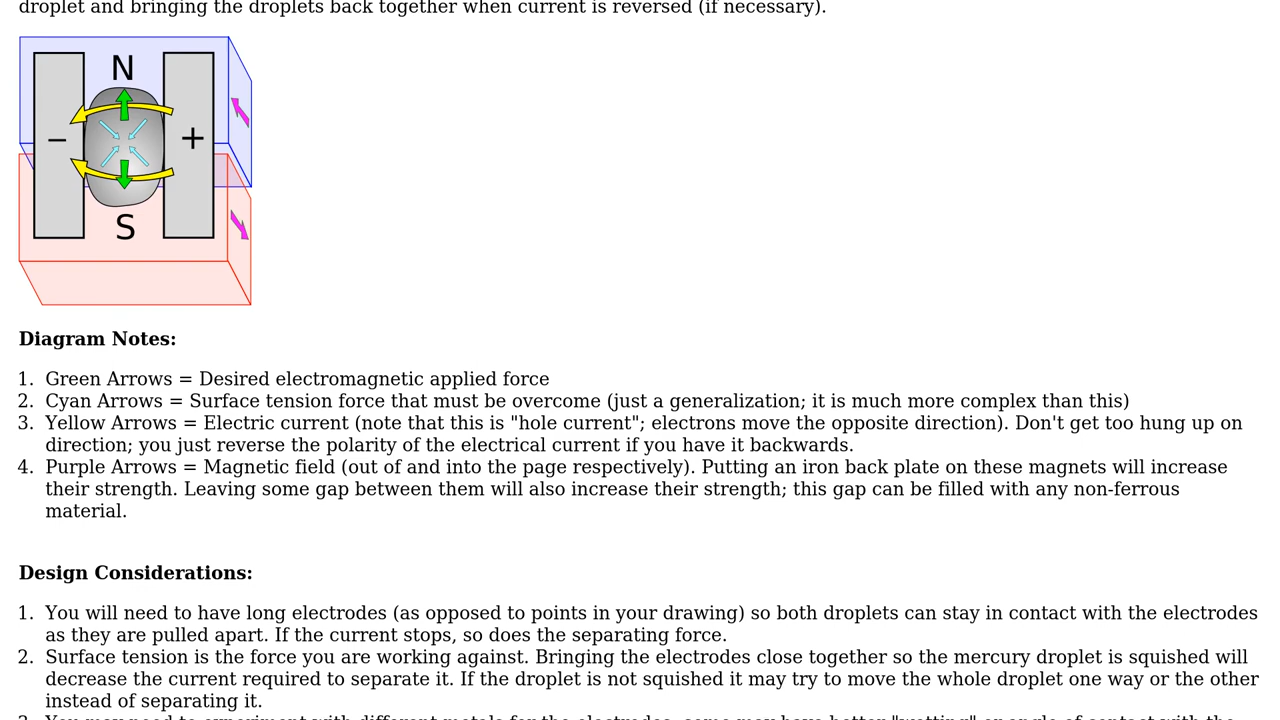 droplet and bringing the droplets back together when current is reversed (if necessary).
N
− +
S
Diagram Notes:
1. Green Arrows = Desired electromagnetic applied force
2. Cyan Arrows = Surface tension force that must be overcome (just a generalization; it is much more complex than this)
3. Yellow Arrows = Electric current (note that this is "hole current"; electrons move the opposite direction). Don't get too hung up on
direction; you just reverse the polarity of the electrical current if you have it backwards.
4. Purple Arrows = Magnetic field (out of and into the page respectively). Putting an iron back plate on these magnets will increase
their strength. Leaving some gap between them will also increase their strength; this gap can be filled with any non-ferrous
material.
Design Considerations:
1. You will need to have long electrodes (as opposed to points in your drawing) so both droplets can stay in contact with the electrodes
as they are pulled apart. If the current stops, so does the separating force.
2. Surface tension is the force you are working against. Bringing the electrodes close together so the mercury droplet is squished will
decrease the current required to separate it. If the droplet is not squished it may try to move the whole droplet one way or the other
instead of separating it.